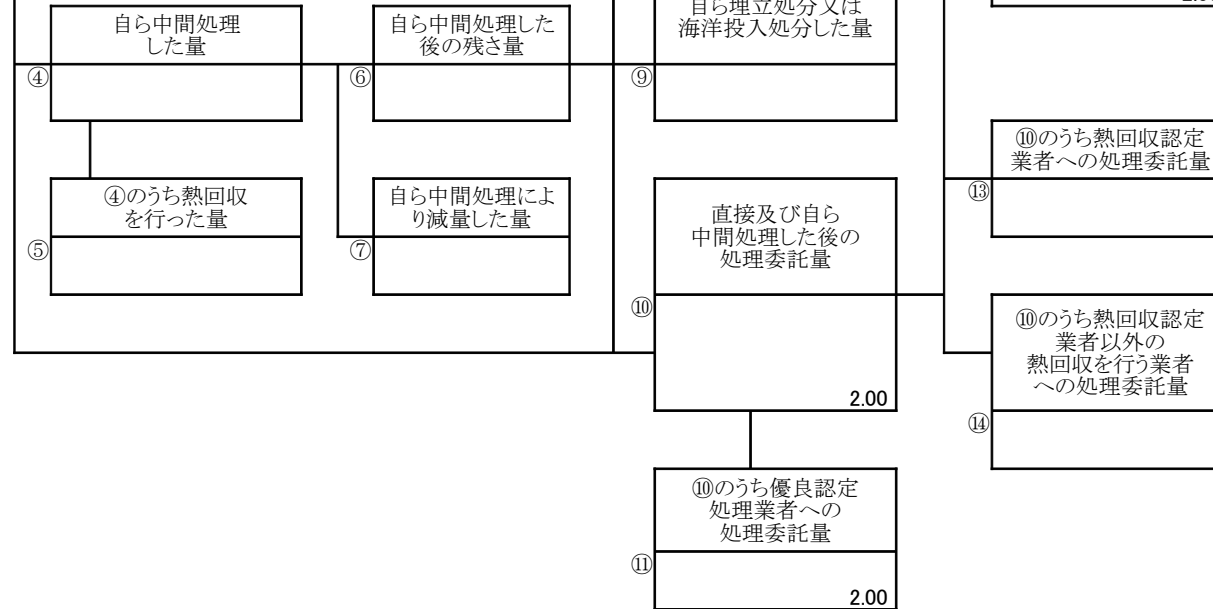 自ら中間処理
した量
④
自ら中間処理した
後の残さ量
⑥
自ら埋立処分又は
海洋投入処分した量
⑨
④のうち熱回収
を行った量
⑤
自ら中間処理によ
り減量した量
⑦
直接及び自ら
中間処理した後の
処理委託量
⑩
2.00
⑩のうち熱回収認定
業者への処理委託量
⑬
⑩のうち熱回収認定
業者以外の
熱回収を行う業者
への処理委託量
⑭
⑩のうち優良認定
処理業者への
処理委託量
⑪
2.00